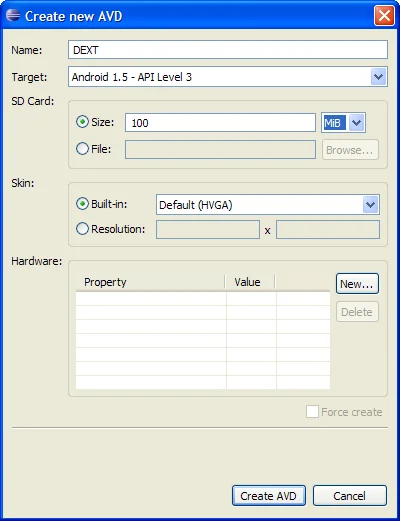 Create new AVD
Name: DEXT
Target: Android 1.5 - API Level 3
SD Card:
Size: 100 MiB
File: Browse...
Skin:
Built-in: Default (HVGA)
Resolution: x
Hardware:
Property Value New...
Delete
Force create
Create AVD Cancel